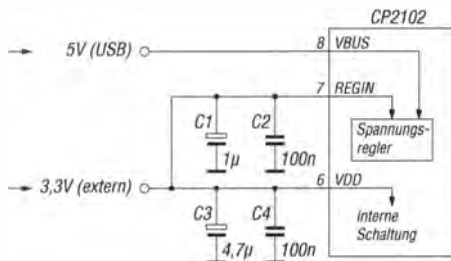 CP2102
5V (USB)
8 VBUS
7 REGIN
C1
C2
1µ
100n
Spannungs-
regler
3,3V (extern)
6 VDD
C3
C4
4,7µ
100n
interne
Schaltung